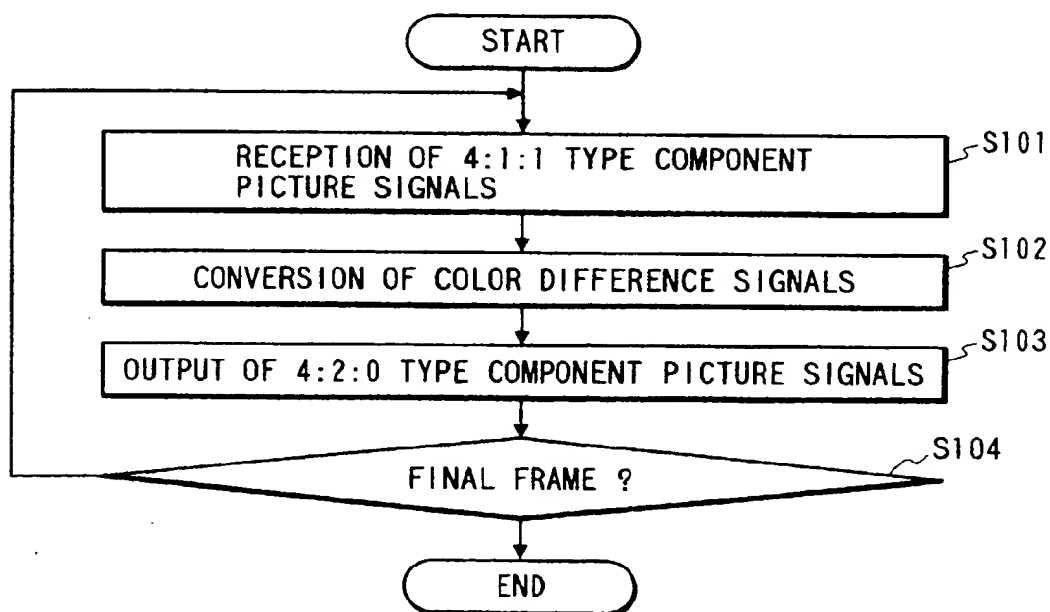 START
RECEPTION OF 4:1:1 TYPE COMPONENT
PICTURE SIGNALS
S101
CONVERSION OF COLOR DIFFERENCE SIGNALS
S102
OUTPUT OF 4:2:0 TYPE COMPONENT PICTURE SIGNALS
S103
FINAL FRAME ?
S104
END